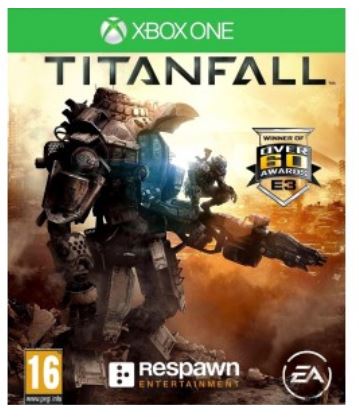 XBOX ONE
TITANFALL
WINNER OF
OVER
60
AWARDS
E3
16
www.pegi.info
Respawn
ENTERTAINMENT
EA